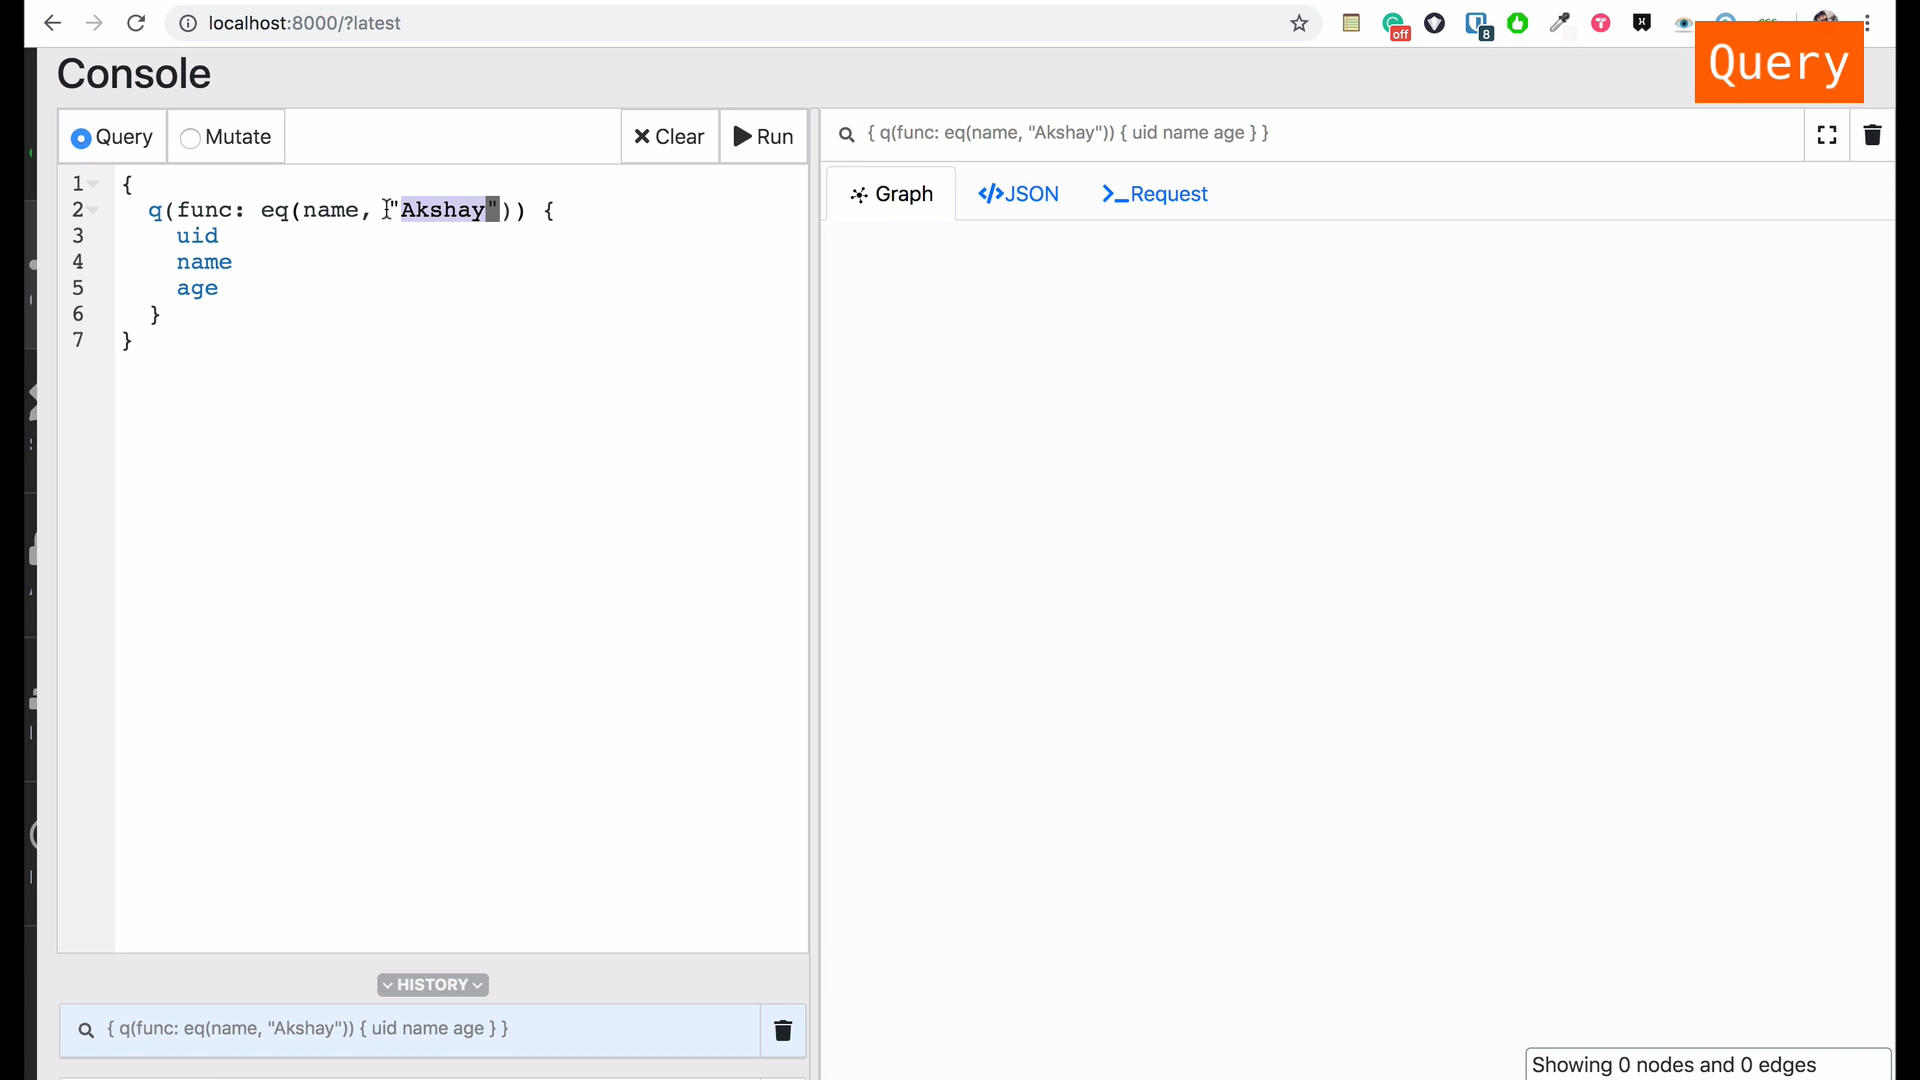 localhost:8000/?latest
off
8
Query
Console
Query
Mutate
Clear
Run
{ q(func: eq(name, "Akshay")) { uid name age } }
Graph
JSON
Request
1 {
2 q(func: eq(name, "Akshay")) {
3 uid
4 name
5 age
6 }
7 }
HISTORY
{ q(func: eq(name, "Akshay")) { uid name age } }
Showing 0 nodes and 0 edges